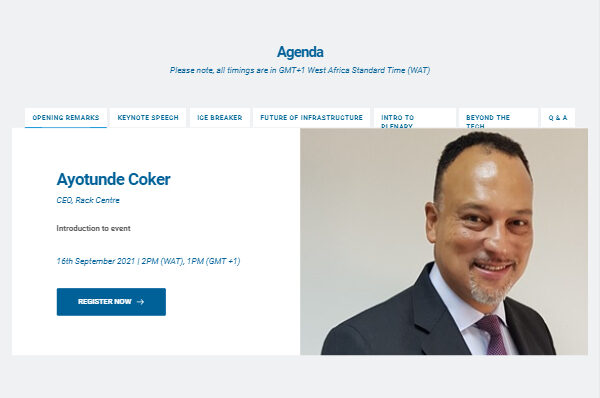 Agenda
Please note, all timings are in GMT+1 West Africa Standard Time (WAT)
OPENING REMARKS
KEYNOTE SPEECH
ICE BREAKER
FUTURE OF INFRASTRUCTURE
INTRO TO
PLENARY
BEYOND THE
TECH
Q & A
Ayotunde Coker
CEO, Rack Centre
Introduction to event
16th September 2021 | 2PM (WAT), 1PM (GMT +1)
REGISTER NOW →